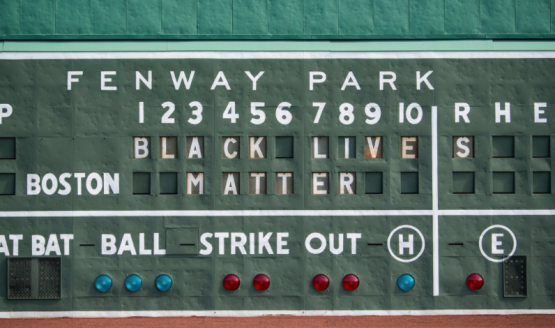 FENWAY PARK
P 1 2 3 4 5 6 7 8 9 10 R H E
BLACK LIVES
BOSTON MATTER
AT BAT BALL STRIKE OUT H E